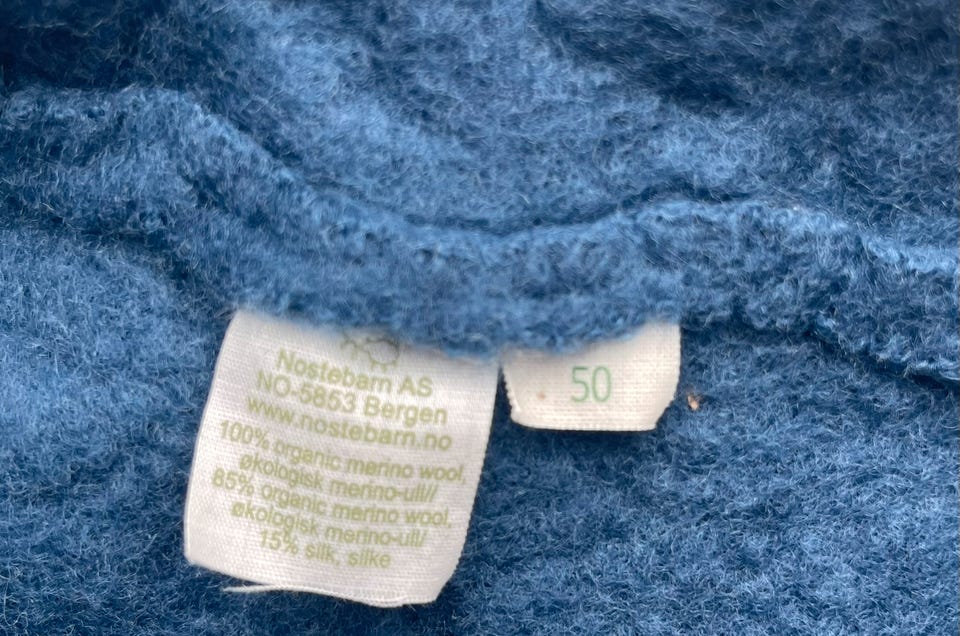 Nostebarn AS
NO-5853 Bergen
www.nostebarn.no
100% organic merino wool,
økologisk merino-ull//
85% organic merino wool,
økologisk merino-ull/
15% silk, silke
50